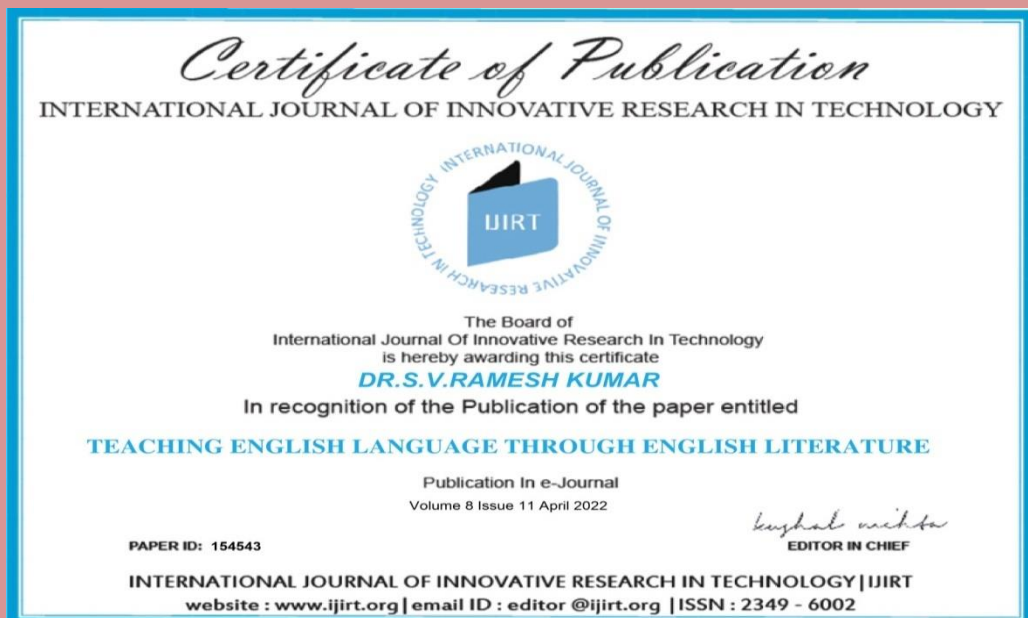 Certificate of Publication
INTERNATIONAL JOURNAL OF INNOVATIVE RESEARCH IN TECHNOLOGY
INTERNATIONAL JOURNAL OF INNOVATIVE RESEARCH IN TECHNOLOGY
IJIRT
The Board of
International Journal Of Innovative Research In Technology
is hereby awarding this certificate
DR.S.V.RAMESH KUMAR
In recognition of the Publication of the paper entitled
TEACHING ENGLISH LANGUAGE THROUGH ENGLISH LITERATURE
Publication In e-Journal
Volume 8 Issue 11 April 2022
PAPER ID: 154543
EDITOR IN CHIEF
INTERNATIONAL JOURNAL OF INNOVATIVE RESEARCH IN TECHNOLOGY|IJIRT
website : www.ijirt.org|email ID : editor @ijirt.org |ISSN : 2349 - 6002